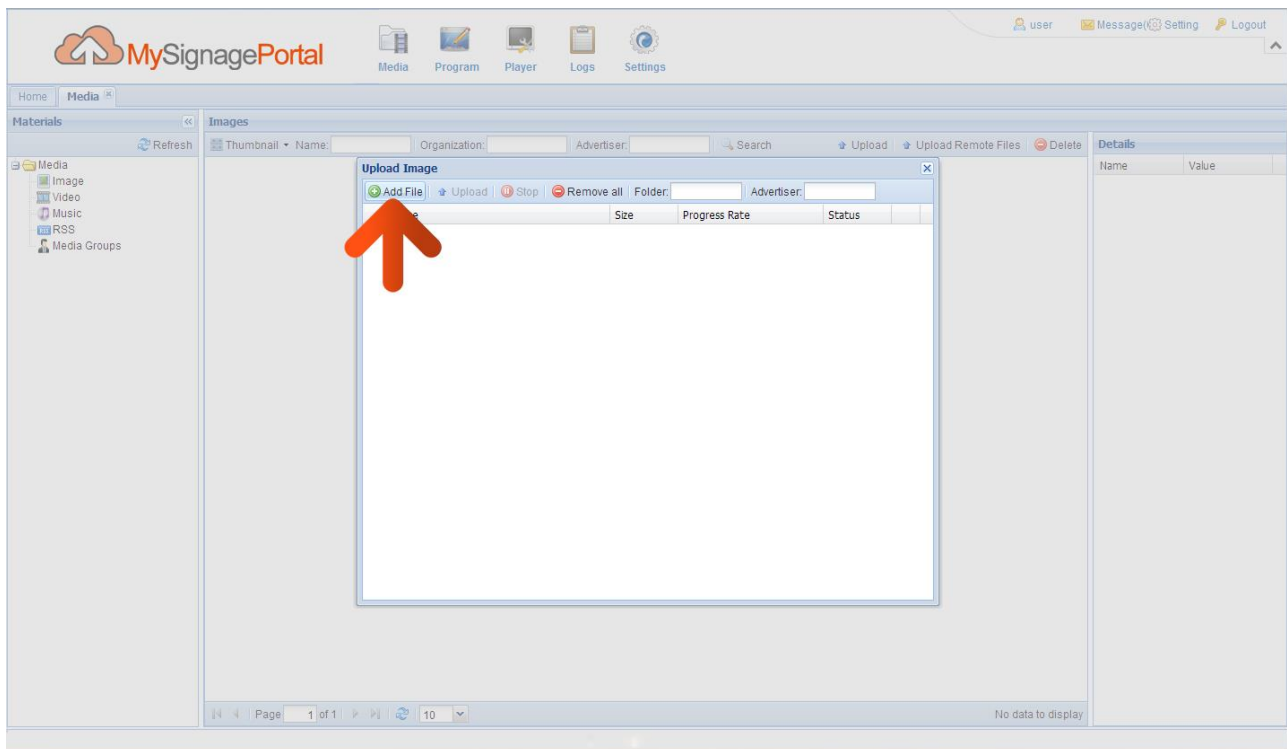 user Message( Setting Logout
MySignagePortal
Media Program Player Logs Settings
Home Media
Materials Images
Refresh Thumbnail Name: Organization: Advertiser: Search Upload Upload Remote Files Delete Details
Name Value
Media
Image
Video
Music
RSS
Media Groups
Upload Image
Add File Upload Stop Remove all Folder: Advertiser:
Size Progress Rate Status
Page 1 of 1 10 No data to display